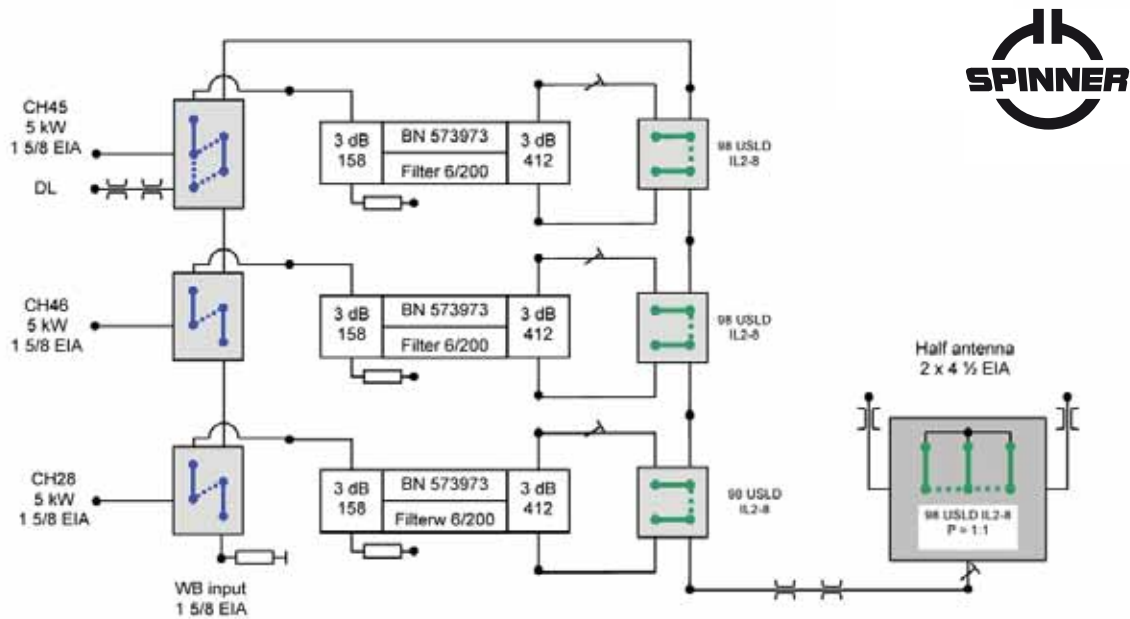 SPINNER
CH45
5 kW
1 5/8 EIA
DL
3 dB
158
BN 573973
Filter 6/200
3 dB
412
98 USLD
IL2-8
CH46
5 kW
1 5/8 EIA
3 dB
158
BN 573973
Filter 6/200
3 dB
412
98 USLD
IL2-8
Half antenna
2 x 4 ½ EIA
CH28
5 kW
1 5/8 EIA
3 dB
158
BN 573973
Filterw 6/200
3 dB
412
98 USLD
IL2-8
98 USLD IL2-8
P = 1:1
WB input
1 5/8 EIA